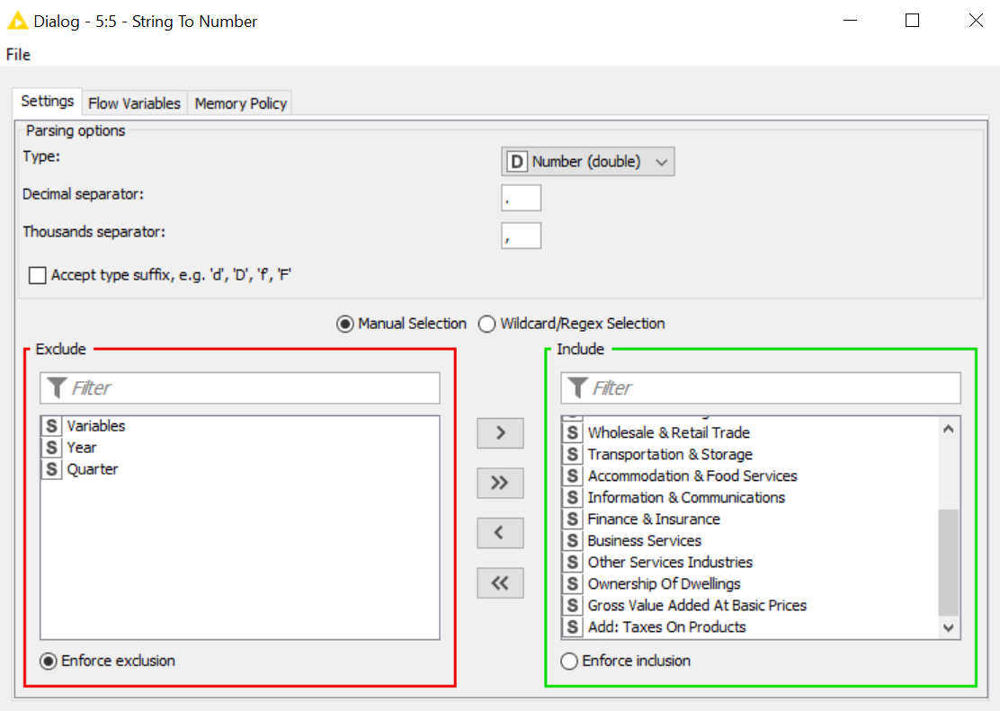 Dialog - 5:5 - String To Number
File
Settings Flow Variables Memory Policy
Parsing options
Type: D Number (double)
Decimal separator: .
Thousands separator: ,
Accept type suffix, e.g. 'd', 'D', 'f', 'F'
Manual Selection Wildcard/Regex Selection
Exclude
Filter
S Variables
S Year
S Quarter
Enforce exclusion
>
>>
<
<<
Include
Filter
S Wholesale & Retail Trade
S Transportation & Storage
S Accommodation & Food Services
S Information & Communications
S Finance & Insurance
S Business Services
S Other Services Industries
S Ownership Of Dwellings
S Gross Value Added At Basic Prices
S Add: Taxes On Products
Enforce inclusion